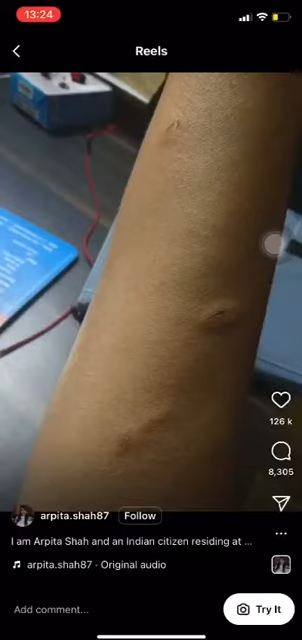 13:24
Reels
126 k
8,305
arpita.shah87 Follow
I am Arpita Shah and an Indian citizen residing at ...
arpita.shah87 · Original audio
Add comment...
Try It